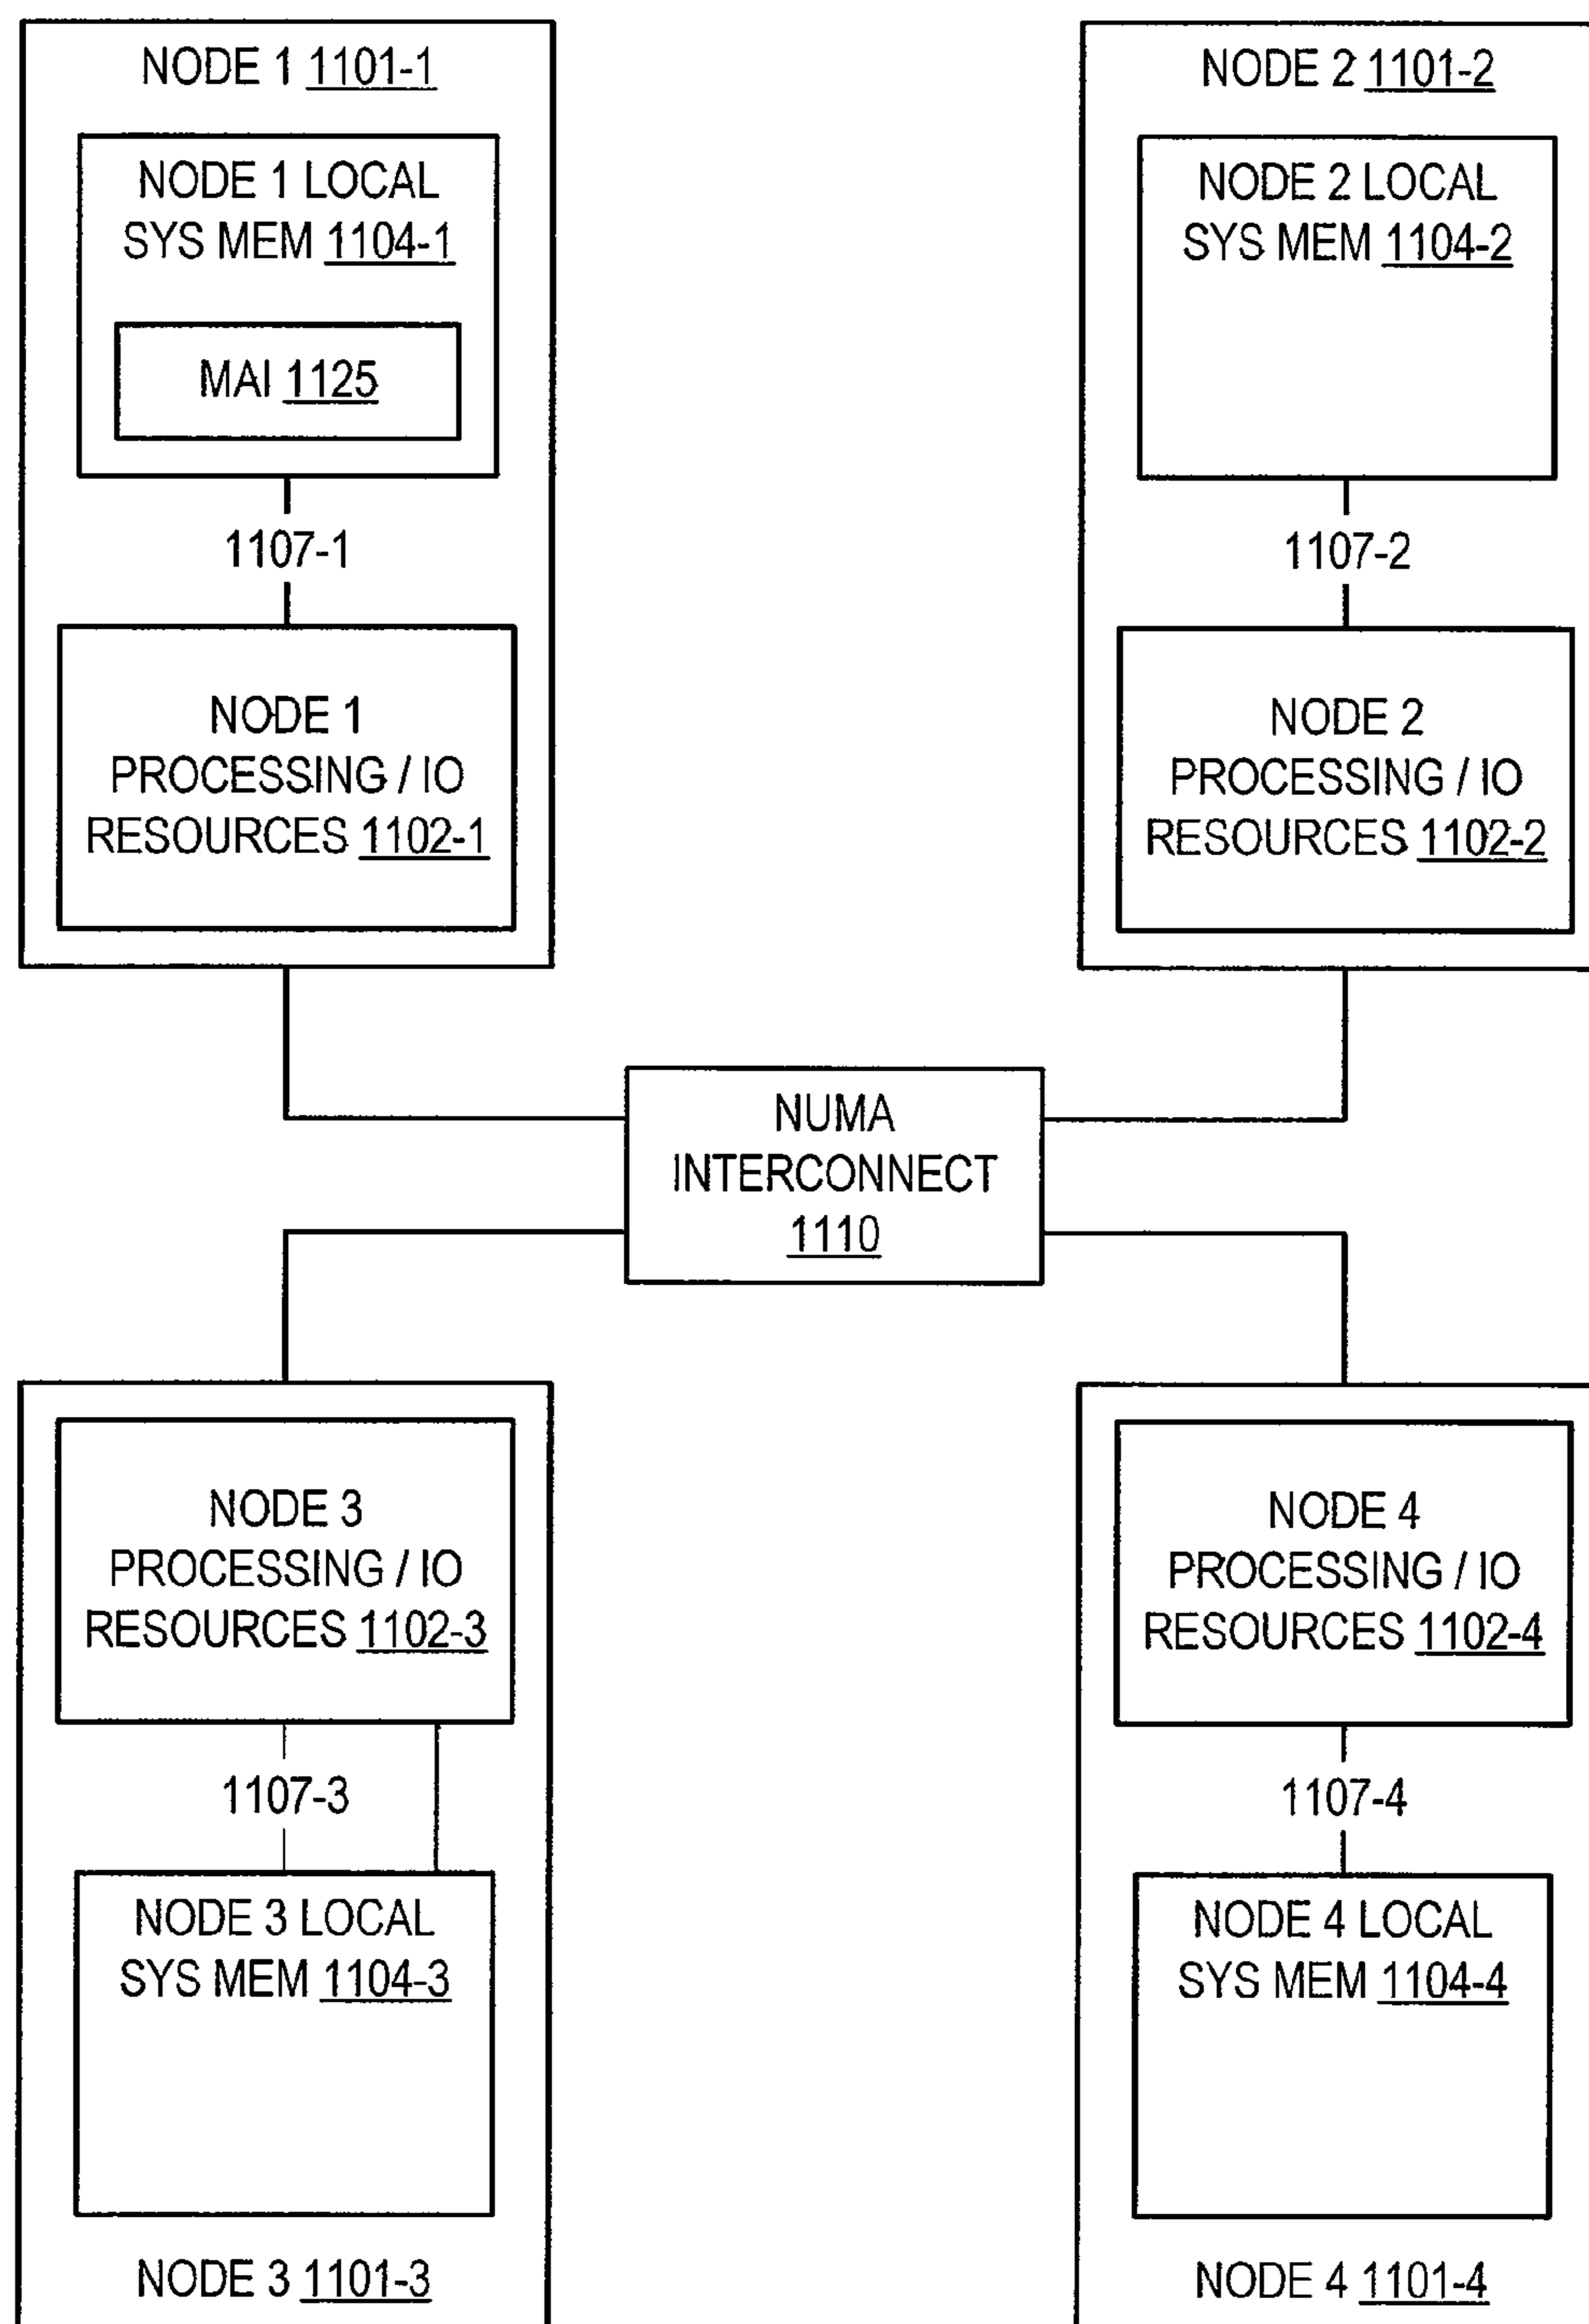 NODE 1 1101-1
NODE 1 LOCAL
SYS MEM 1104-1
MAI 1125
1107-1
NODE 1
PROCESSING / IO
RESOURCES 1102-1
NODE 2 1101-2
NODE 2 LOCAL
SYS MEM 1104-2
1107-2
NODE 2
PROCESSING / IO
RESOURCES 1102-2
NUMA
INTERCONNECT
1110
NODE 3
PROCESSING / IO
RESOURCES 1102-3
1107-3
NODE 3 LOCAL
SYS MEM 1104-3
NODE 3 1101-3
NODE 4
PROCESSING / IO
RESOURCES 1102-4
1107-4
NODE 4 LOCAL
SYS MEM 1104-4
NODE 4 1101-4